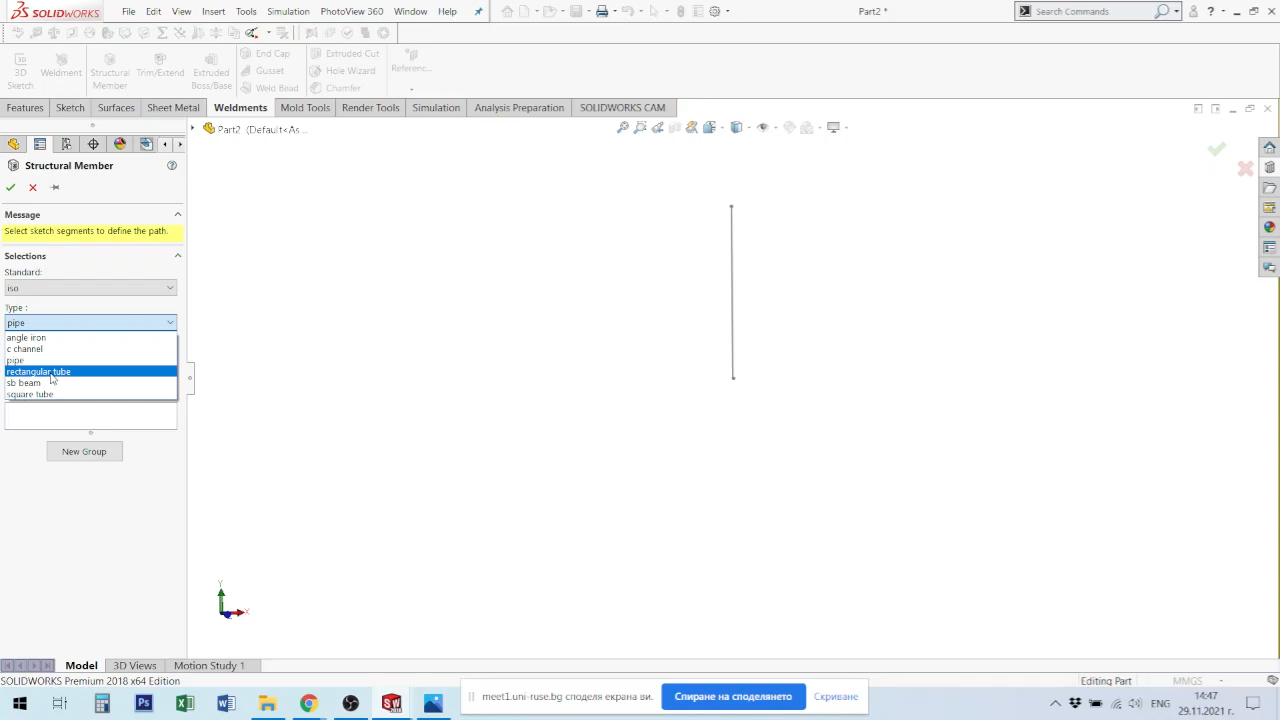 SOLIDWORKS File Edit View Insert Tools Simulation PhotoView 360 Window Help Part2 * Search Commands ?
3D Sketch
Weldment
Structural Member
Trim/Extend
Extruded Boss/Base
End Cap
Gusset
Weld Bead
Extruded Cut
Hole Wizard
Chamfer
Referenc...
Features Sketch Surfaces Sheet Metal Weldments Mold Tools Render Tools Simulation Analysis Preparation SOLIDWORKS CAM
Part2 (Default<As ...
Structural Member
Message
Select sketch segments to define the path.
Selections
Standard:
iso
Type :
pipe
angle iron
c channel
pipe
rectangular tube
sb beam
square tube
New Group
Y
X
Model 3D Views Motion Study 1
SOLIDWORKS Premium 2018 x64 Edition Editing Part MMGS
meet1.uni-ruse.bg споделя екрана ви. Спиране на споделянето Скриване
ENG 14:47
29.11.2021 г.